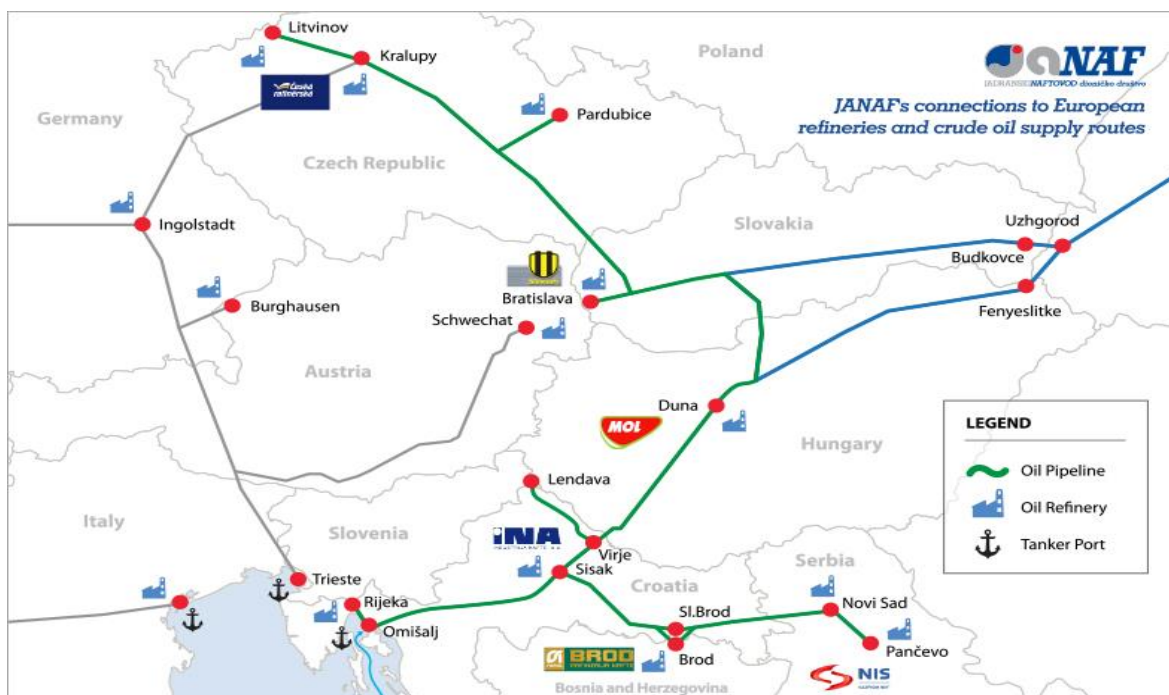 Litvinov
Kralupy
Poland
JANAF
JADRANSKI NAFTOVOD dioničko društvo
JANAF's connections to European
refineries and crude oil supply routes
Česká
rafinérská
Germany
Pardubice
Czech Republic
Ingolstadt
Slovakia
Uzhgorod
Budkovce
Burghausen
Bratislava
Schwechat
Fenyeslitke
Austria
Duna
MOL
Hungary
LEGEND
Oil Pipeline
Oil Refinery
Tanker Port
Lendava
Italy
Slovenia
INA
Virje
Sisak
Serbia
Trieste
Croatia
Rijeka
Omišalj
Sl.Brod
Novi Sad
Brod
Pančevo
BROD
NIS
Bosnia and Herzegovina